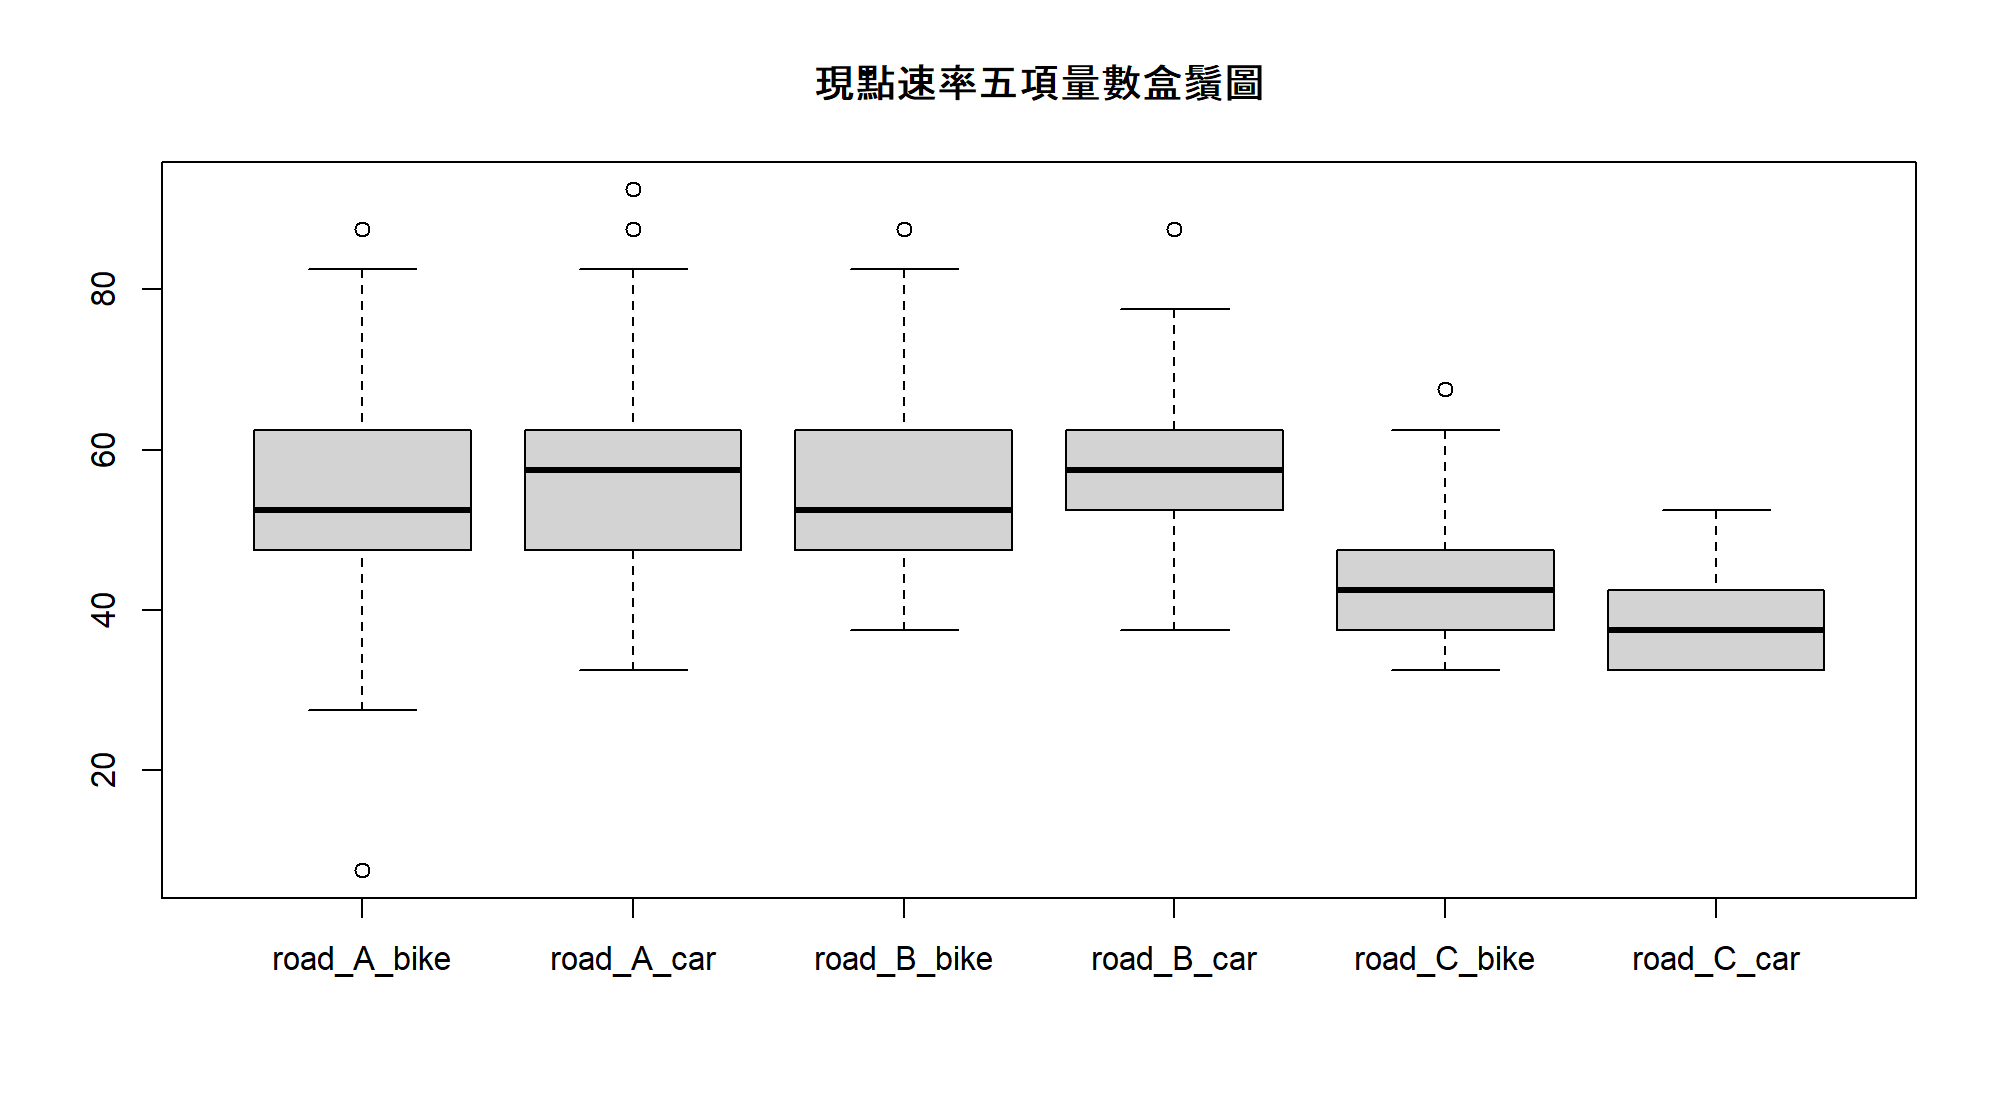 現點速率五項量數盒鬚圖
80
60
40
20
road_A_bike road_A_car road_B_bike road_B_car road_C_bike road_C_car